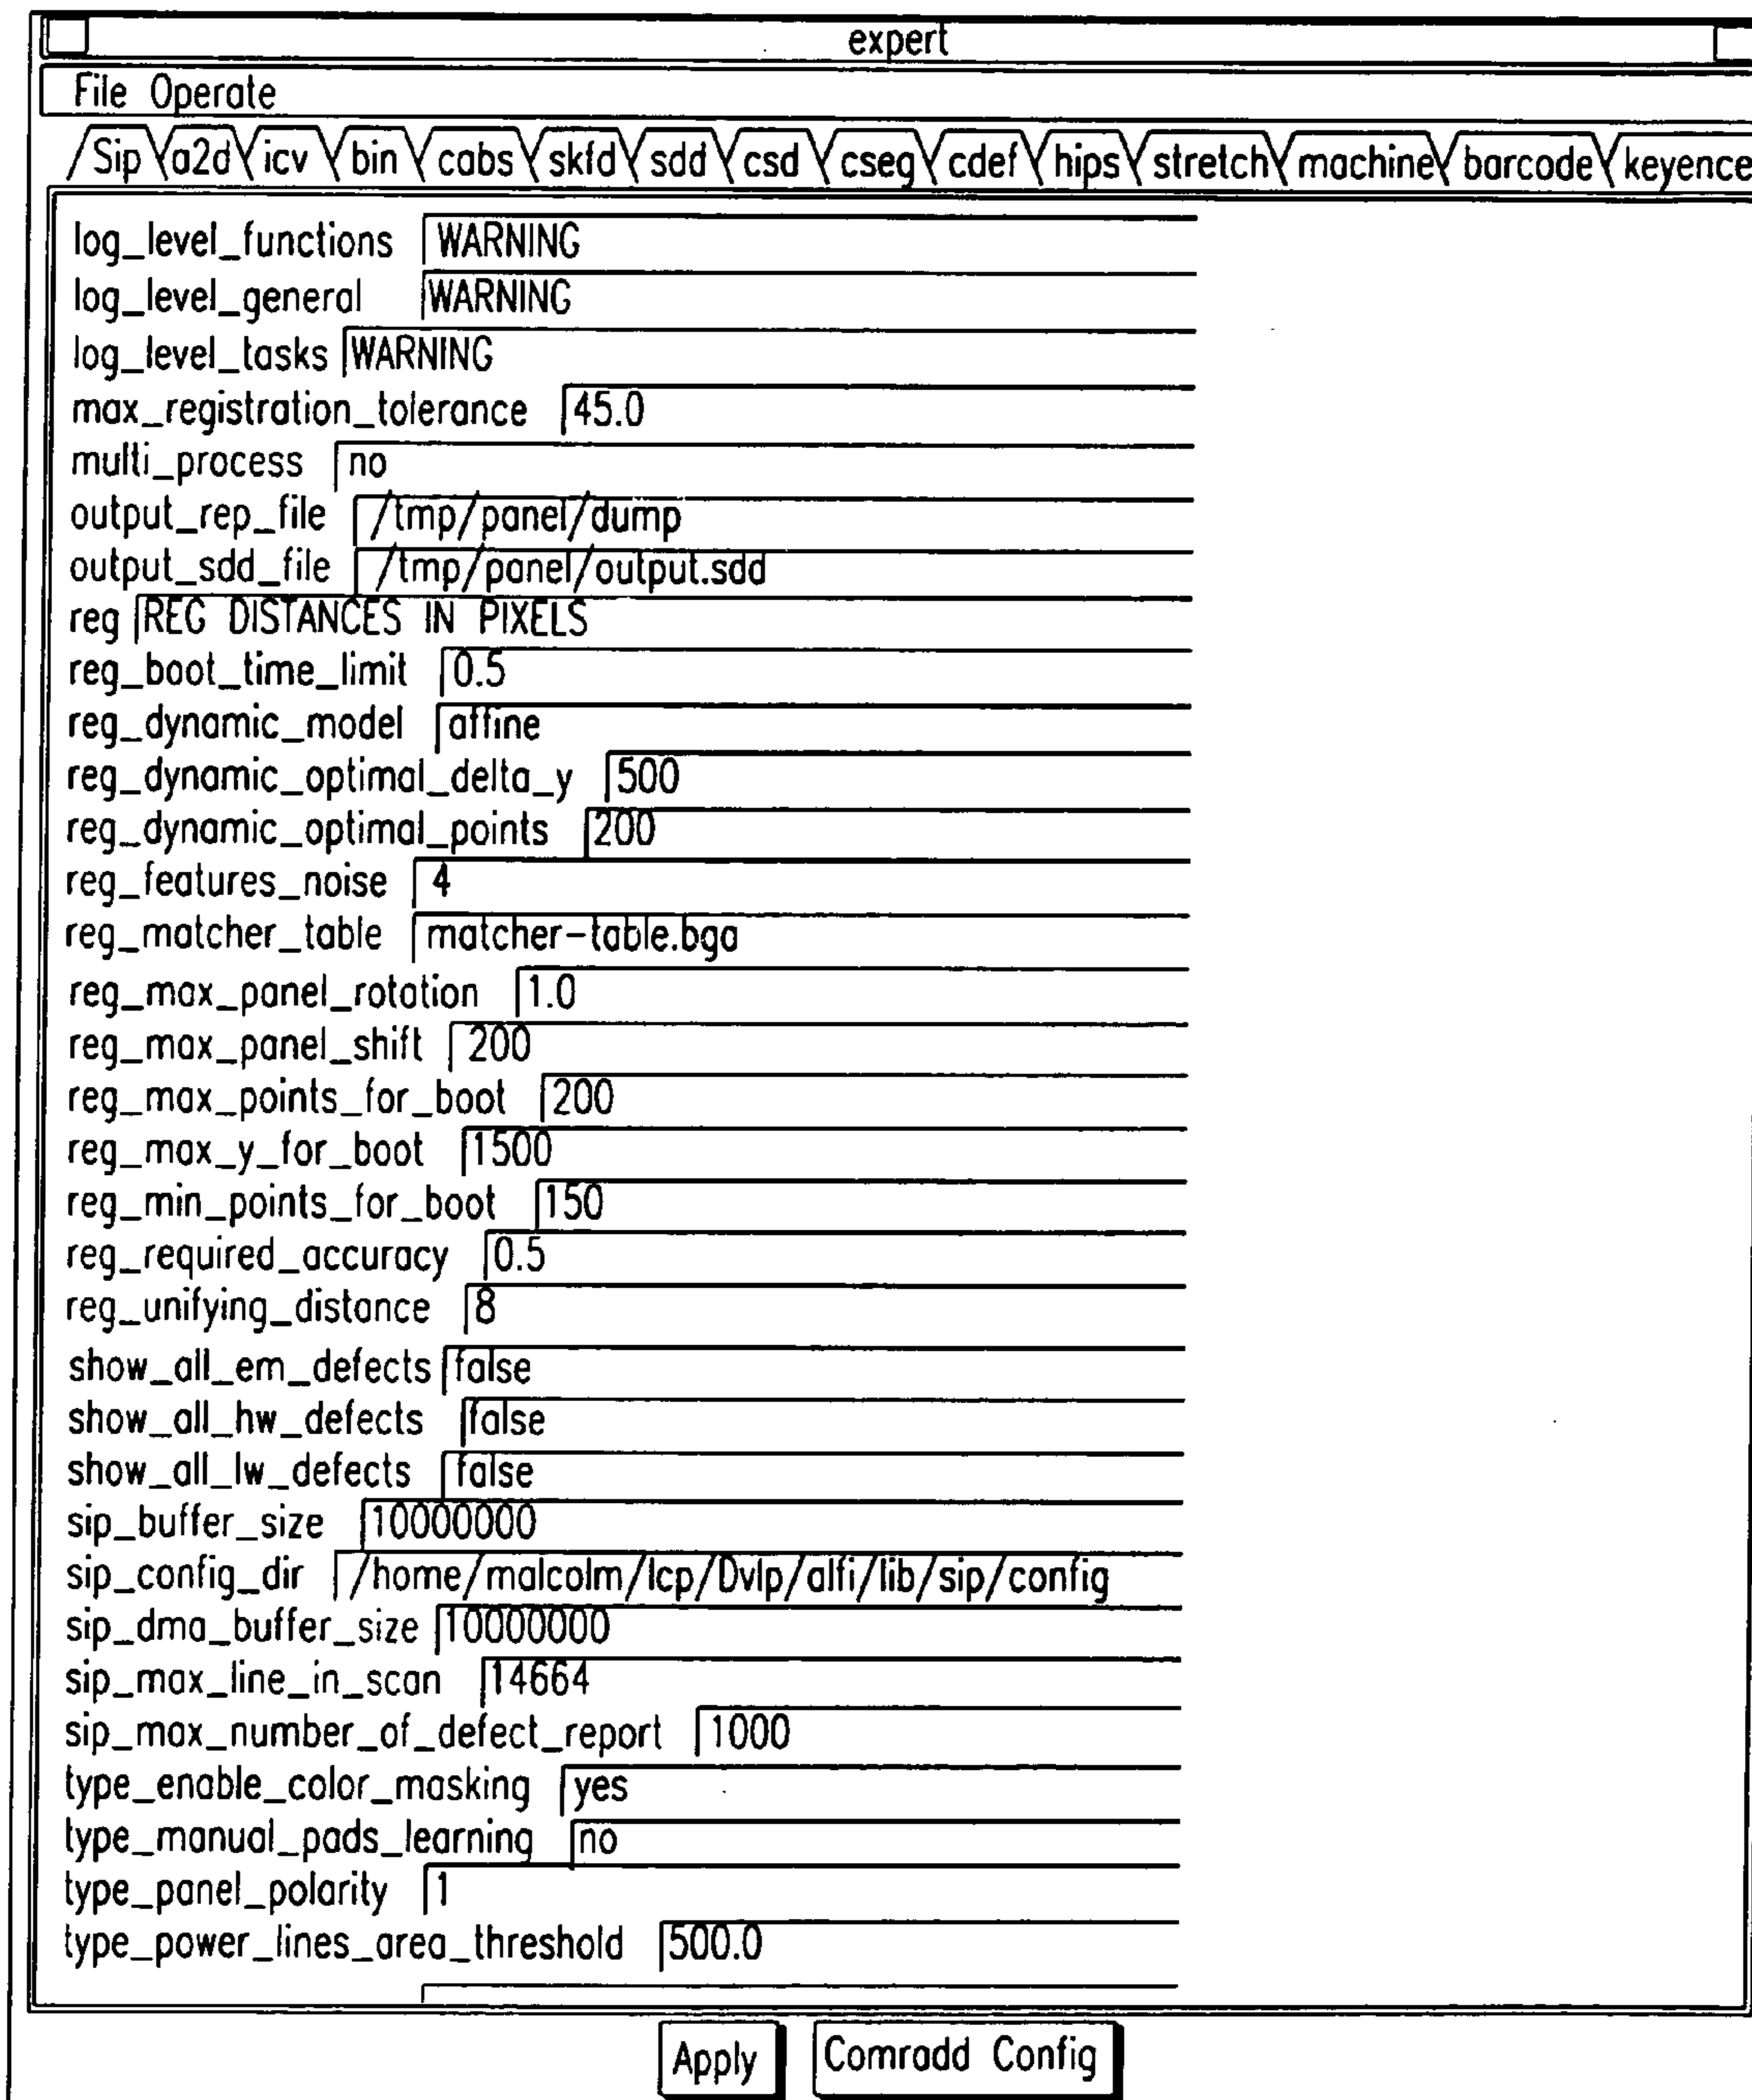 expert
File Operate
Sip a2d icv bin cabs skfd sdd csd cseg cdef hips stretch machine barcode keyence
log_level_functions WARNING
log_level_general WARNING
log_level_tasks WARNING
max_registration_tolerance 45.0
multi_process no
output_rep_file /tmp/panel/dump
output_sdd_file /tmp/panel/output.sdd
reg REG DISTANCES IN PIXELS
reg_boot_time_limit 0.5
reg_dynamic_model affine
reg_dynamic_optimal_delta_y 500
reg_dynamic_optimal_points 200
reg_features_noise 4
reg_matcher_table matcher-table.bga
reg_max_panel_rotation 1.0
reg_max_panel_shift 200
reg_max_points_for_boot 200
reg_max_y_for_boot 1500
reg_min_points_for_boot 150
reg_required_accuracy 0.5
reg_unifying_distance 8
show_all_em_defects false
show_all_hw_defects false
show_all_lw_defects false
sip_buffer_size 10000000
sip_config_dir /home/malcolm/lcp/Dvlp/alfi/lib/sip/config
sip_dma_buffer_size 10000000
sip_max_line_in_scan 14664
sip_max_number_of_defect_report 1000
type_enable_color_masking yes
type_manual_pads_learning no
type_panel_polarity 1
type_power_lines_area_threshold 500.0
Apply Comradd Config